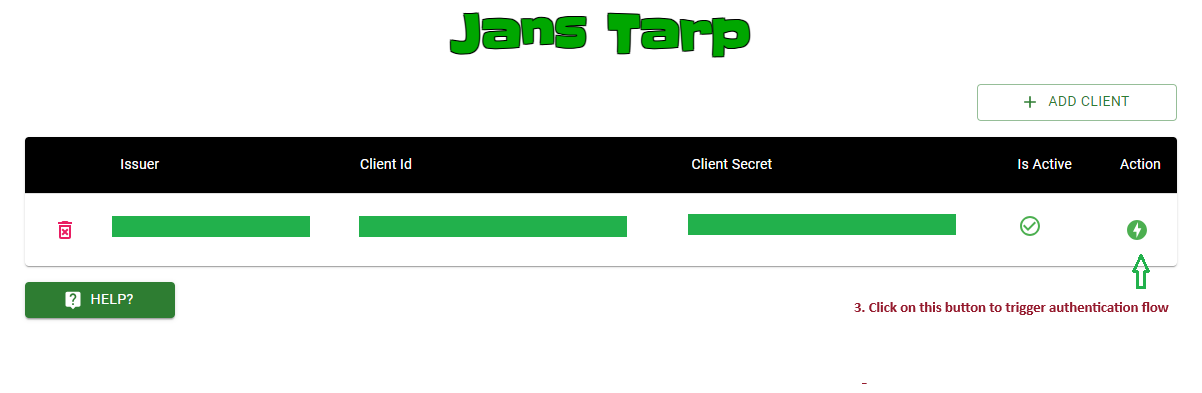 Jans Tarp
+ ADD CLIENT
Issuer Client Id Client Secret Is Active Action
? HELP?
3. Click on this button to trigger authentication flow
-